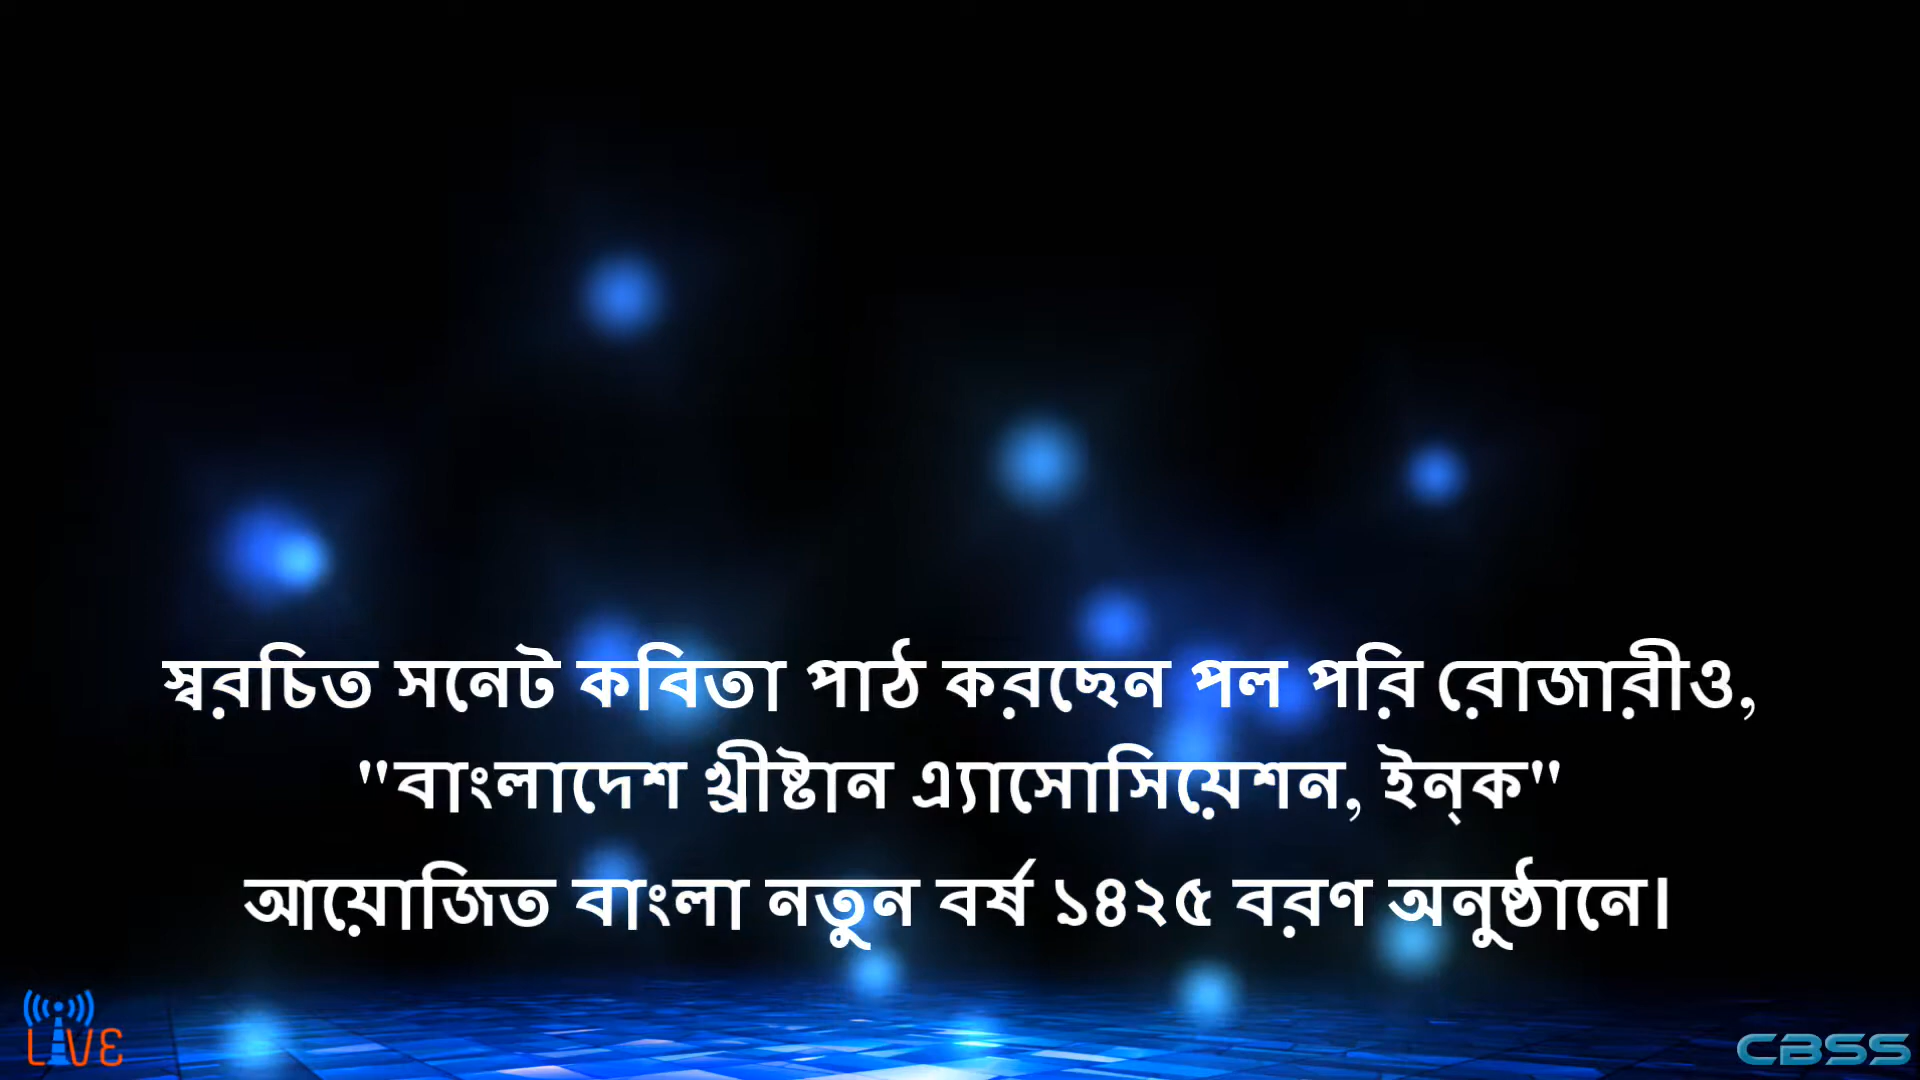 স্বরচিত সনেট কবিতা পাঠ করছেন পল পরি রোজারীও,
"বাংলাদেশ খ্রীষ্টান এ্যাসোসিয়েশন, ইন্‌ক"
আয়োজিত বাংলা নতুন বর্ষ ১৪২৫ বরণ অনুষ্ঠানে।
LIVE
CBSS